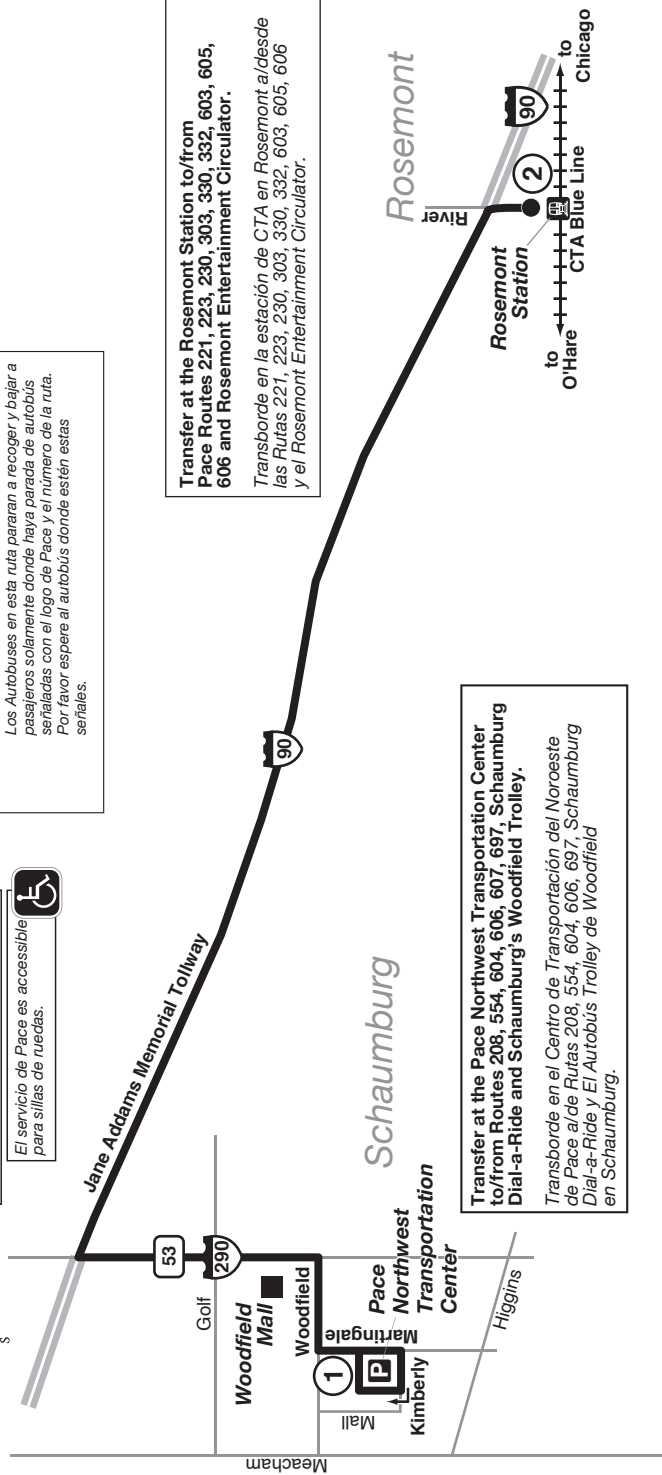 s
El servicio de Pace es accessible
para sillas de ruedas.
Los Autobuses en esta ruta pararan a recoger y bajar a
pasajeros solamente donde haya parada de autobús
señaladas con el logo de Pace y el número de la ruta.
Por favor espere al autobús donde estén estas
señales.
Transfer at the Rosemont Station to/from
Pace Routes 221, 223, 230, 303, 330, 332, 603, 605,
606 and Rosemont Entertainment Circulator.
Transborde en la estación de CTA en Rosemont a/desde
las Rutas 221, 223, 230, 303, 330, 332, 603, 605, 606
y el Rosemont Entertainment Circulator.
Jane Addams Memorial Tollway
90
53
290
Golf
Woodfield
Mall
Woodfield
Martingale
1
P
Mall
Kimberly
Pace
Northwest
Transportation
Center
Meacham
Higgins
Schaumburg
Rosemont
River
90
2
Rosemont
Station
to
O'Hare
CTA Blue Line
to
Chicago
Transfer at the Pace Northwest Transportation Center
to/from Routes 208, 554, 604, 606, 607, 697, Schaumburg
Dial-a-Ride and Schaumburg's Woodfield Trolley.
Transborde en el Centro de Transportación del Noroeste
de Pace a/de Rutas 208, 554, 604, 606, 697, Schaumburg
Dial-a-Ride y El Autobús Trolley de Woodfield
en Schaumburg.